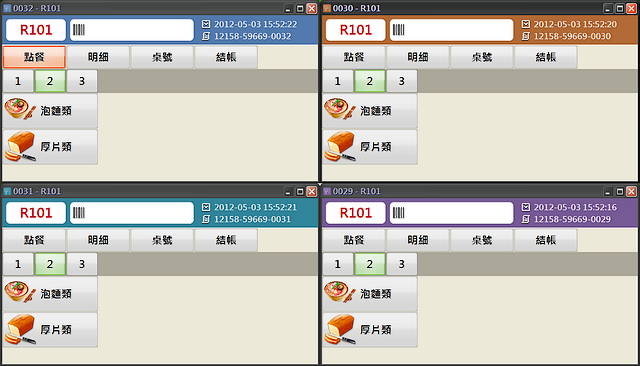 0032 - R101
R101
2012-05-03 15:52:22
12158-59669-0032
點餐 明細 桌號 結帳
1 2 3
泡麵類
厚片類
0030 - R101
R101
2012-05-03 15:52:20
12158-59669-0030
點餐 明細 桌號 結帳
1 2 3
泡麵類
厚片類
0031 - R101
R101
2012-05-03 15:52:21
12158-59669-0031
點餐 明細 桌號 結帳
1 2 3
泡麵類
厚片類
0029 - R101
R101
2012-05-03 15:52:16
12158-59669-0029
點餐 明細 桌號 結帳
1 2 3
泡麵類
厚片類